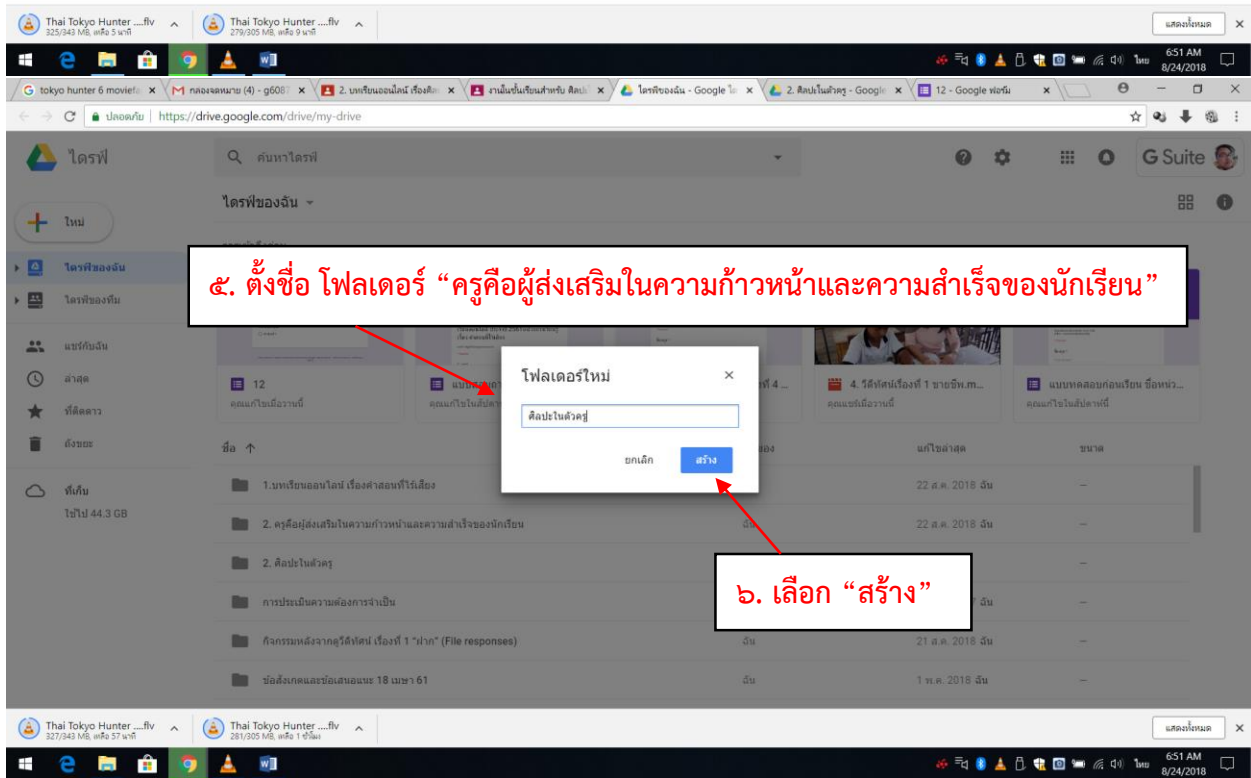 Thai Tokyo Hunter ....flv
325/343 MB, เหลือ 5 นาที
Thai Tokyo Hunter ....flv
279/305 MB, เหลือ 9 นาที
แสดงทั้งหมด
ไทย
6:51 AM
8/24/2018
tokyo hunter 6 moviefa
กล่องจดหมาย (4) - g6087
2. บทเรียนออนไลน์ เรื่องศิลป
งานในชั้นเรียนสำหรับ ศิลปะ
ไดรฟ์ของฉัน - Google ได
2. ศิลปะในตัวครู - Google
12 - Google ฟอร์ม
ปลอดภัย | https://drive.google.com/drive/my-drive
ไดรฟ์
ค้นหาไดรฟ์
G Suite
ไดรฟ์ของฉัน
ใหม่
ไดรฟ์ของฉัน
๕. ตั้งชื่อ โฟลเดอร์ “ครูคือผู้ส่งเสริมในความก้าวหน้าและความสำเร็จของนักเรียน”
ไดรฟ์ของทีม
แชร์กับฉัน
ล่าสุด
ที่ติดดาว
ถังขยะ
ที่เก็บ
ใช้ไป 44.3 GB
12
คุณแก้ไขเมื่อวานนี้
คุณแก้ไขในสัปดา
ที่ 4 ...
4. วีดิทัศน์เรื่องที่ 1 ขายชีพ.m...
คุณแชร์เมื่อวานนี้
แบบทดสอบก่อนเรียน ชื่อหน่ว...
คุณแก้ไขในสัปดาห์นี้
โฟลเดอร์ใหม่
ศิลปะในตัวครู
ยกเลิก
สร้าง
ชื่อ
ของ
แก้ไขล่าสุด
ขนาด
1.บทเรียนออนไลน์ เรื่องคำสอนที่ไร้เสียง
22 ส.ค. 2018 ฉัน
–
2. ครูคือผู้ส่งเสริมในความก้าวหน้าและความสำเร็จของนักเรียน
ฉัน
22 ส.ค. 2018 ฉัน
–
2. ศิลปะในตัวครู
–
๖. เลือก “สร้าง”
การประเมินความต้องการจำเป็น
ฉัน
–
กิจกรรมหลังจากดูวีดิทัศน์ เรื่องที่ 1 "ฝาก" (File responses)
ฉัน
21 ส.ค. 2018 ฉัน
–
ข้อสังเกตและข้อเสนอแนะ 18 เมษา 61
ฉัน
1 พ.ค. 2018 ฉัน
–
Thai Tokyo Hunter ....flv
327/343 MB, เหลือ 57 นาที
Thai Tokyo Hunter ....flv
281/305 MB, เหลือ 1 ชั่วโมง
แสดงทั้งหมด
ไทย
6:51 AM
8/24/2018